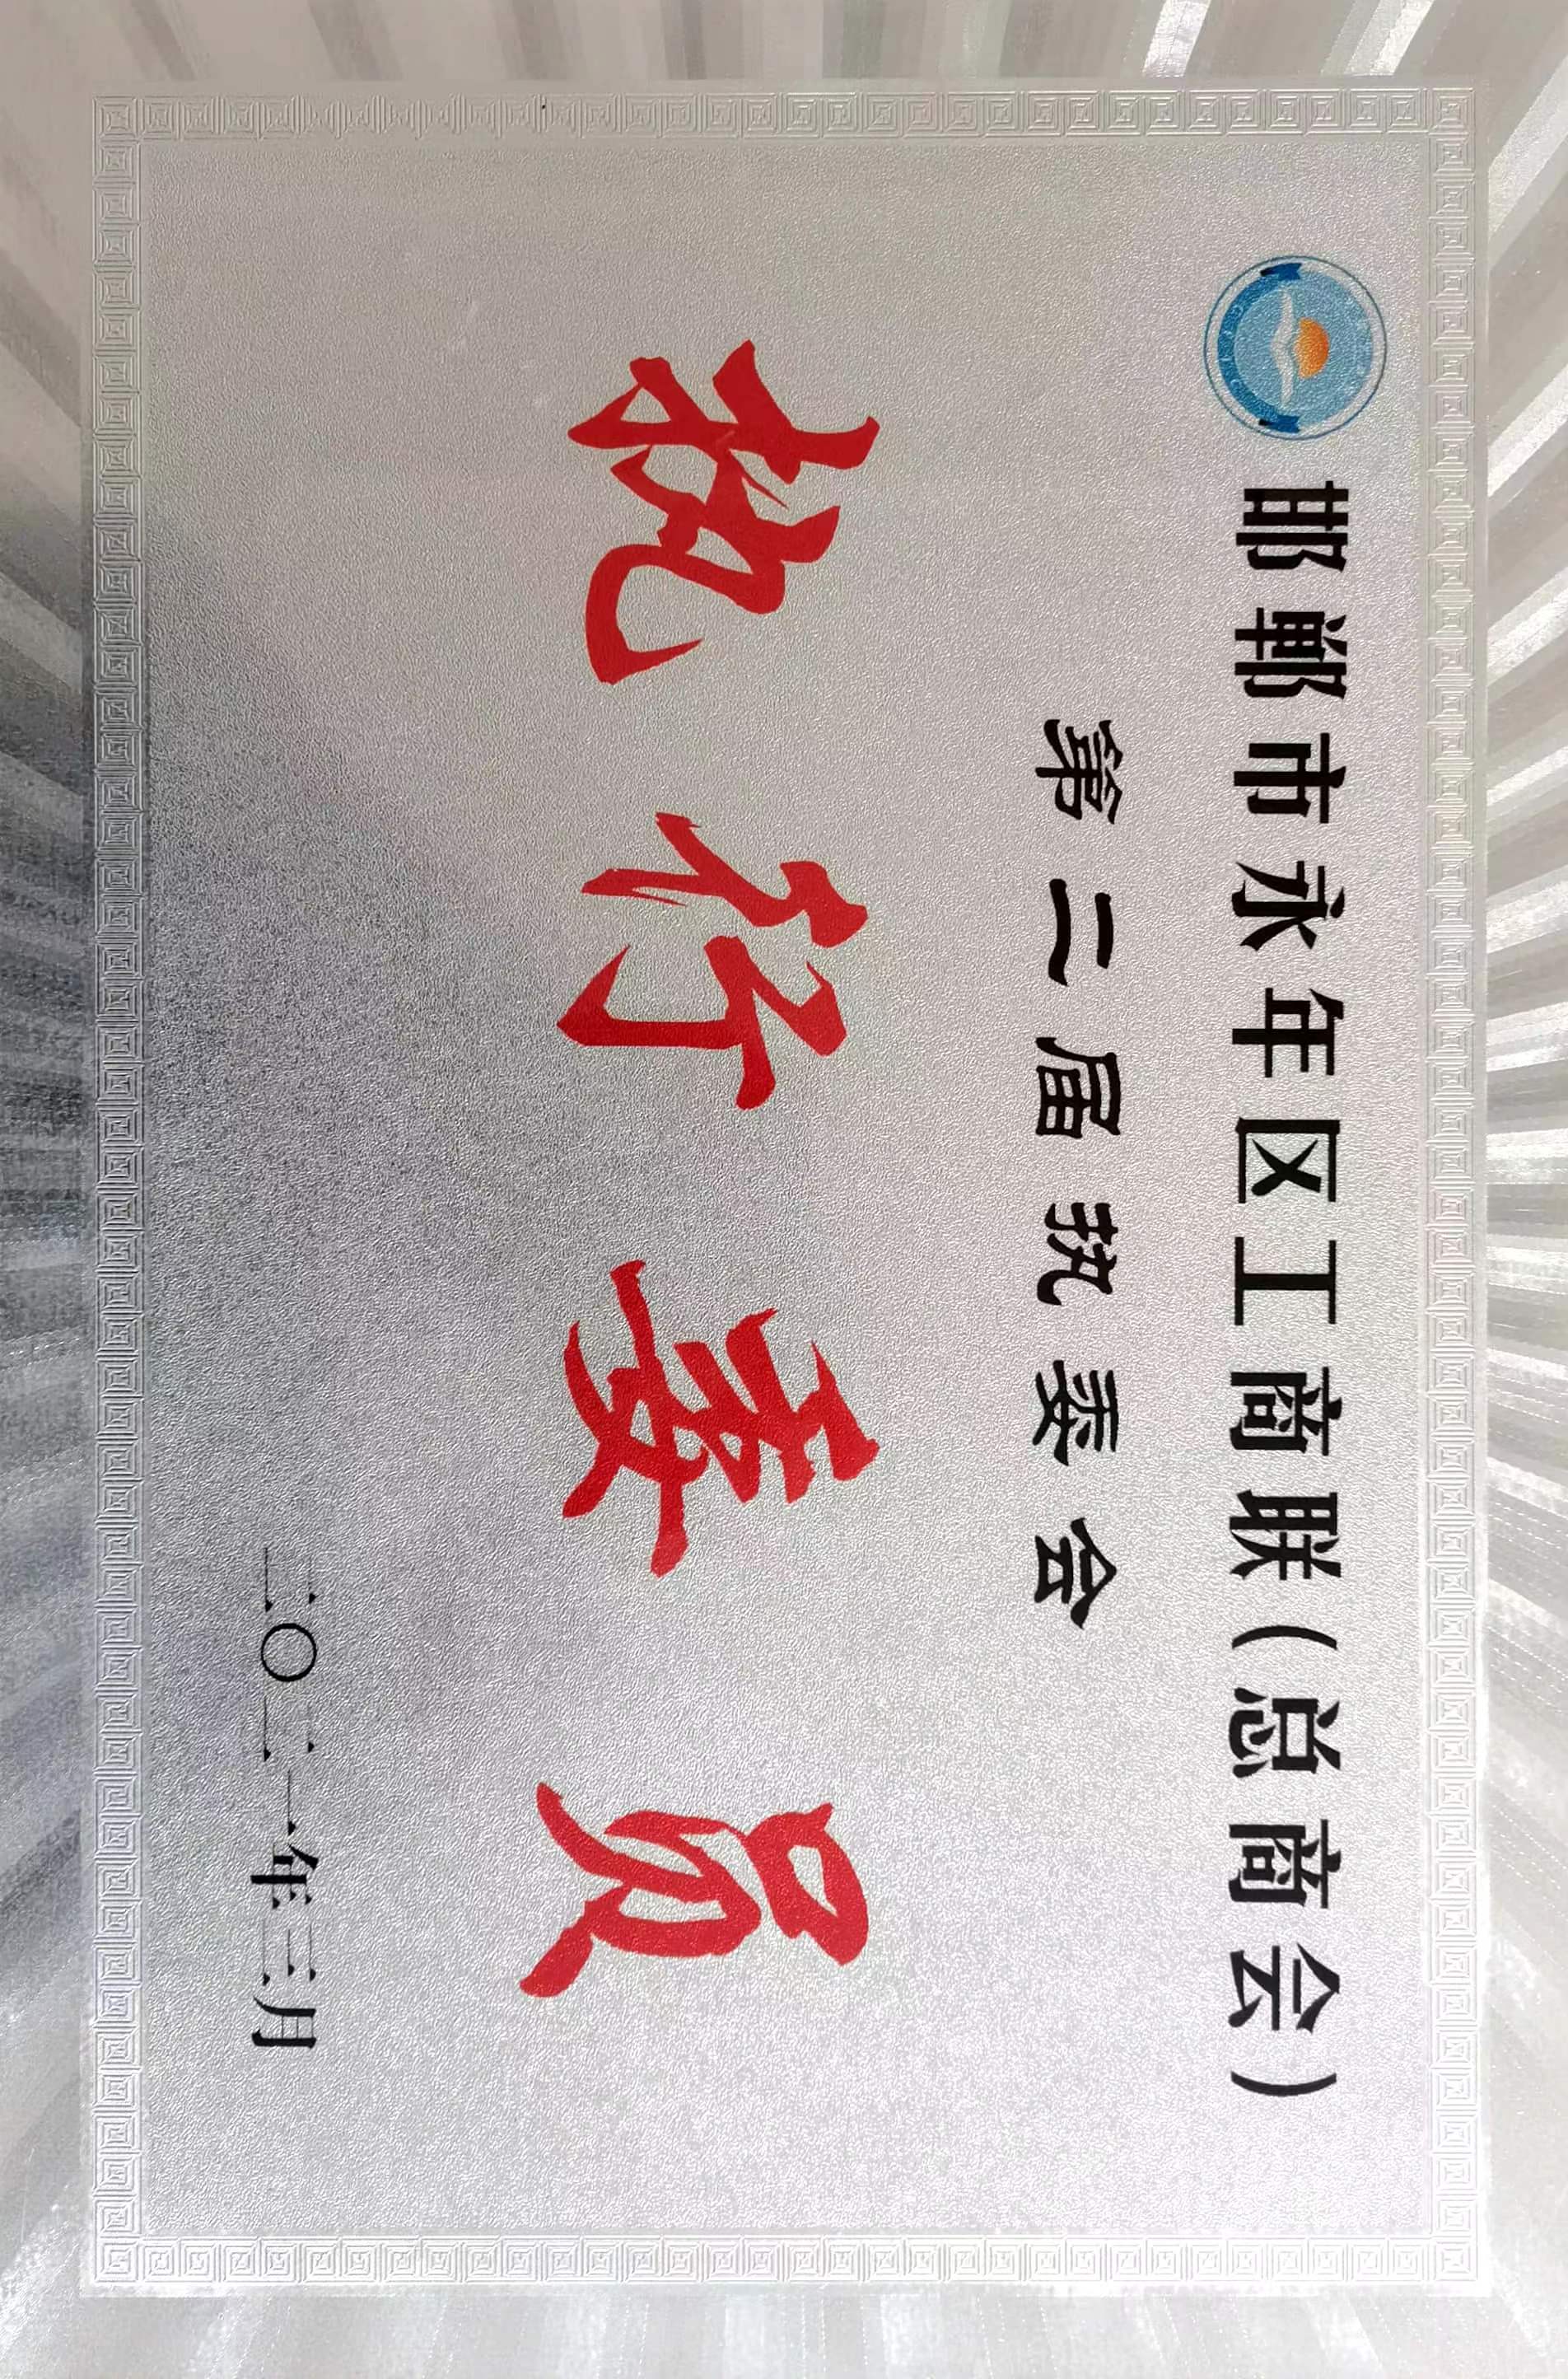 邯郸市永年区工商联(总商会)
第二届执委会
执行委员
二〇二一年三月